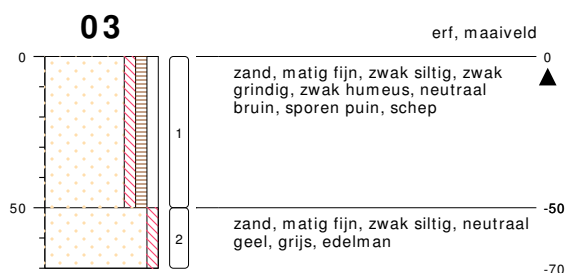 03
erf, maaiveld
0
0
zand, matig fijn, zwak siltig, zwak
grindig, zwak humeus, neutraal
bruin, sporen puin, schep
1
50
-50
zand, matig fijn, zwak siltig, neutraal
geel, grijs, edelman
2
-70